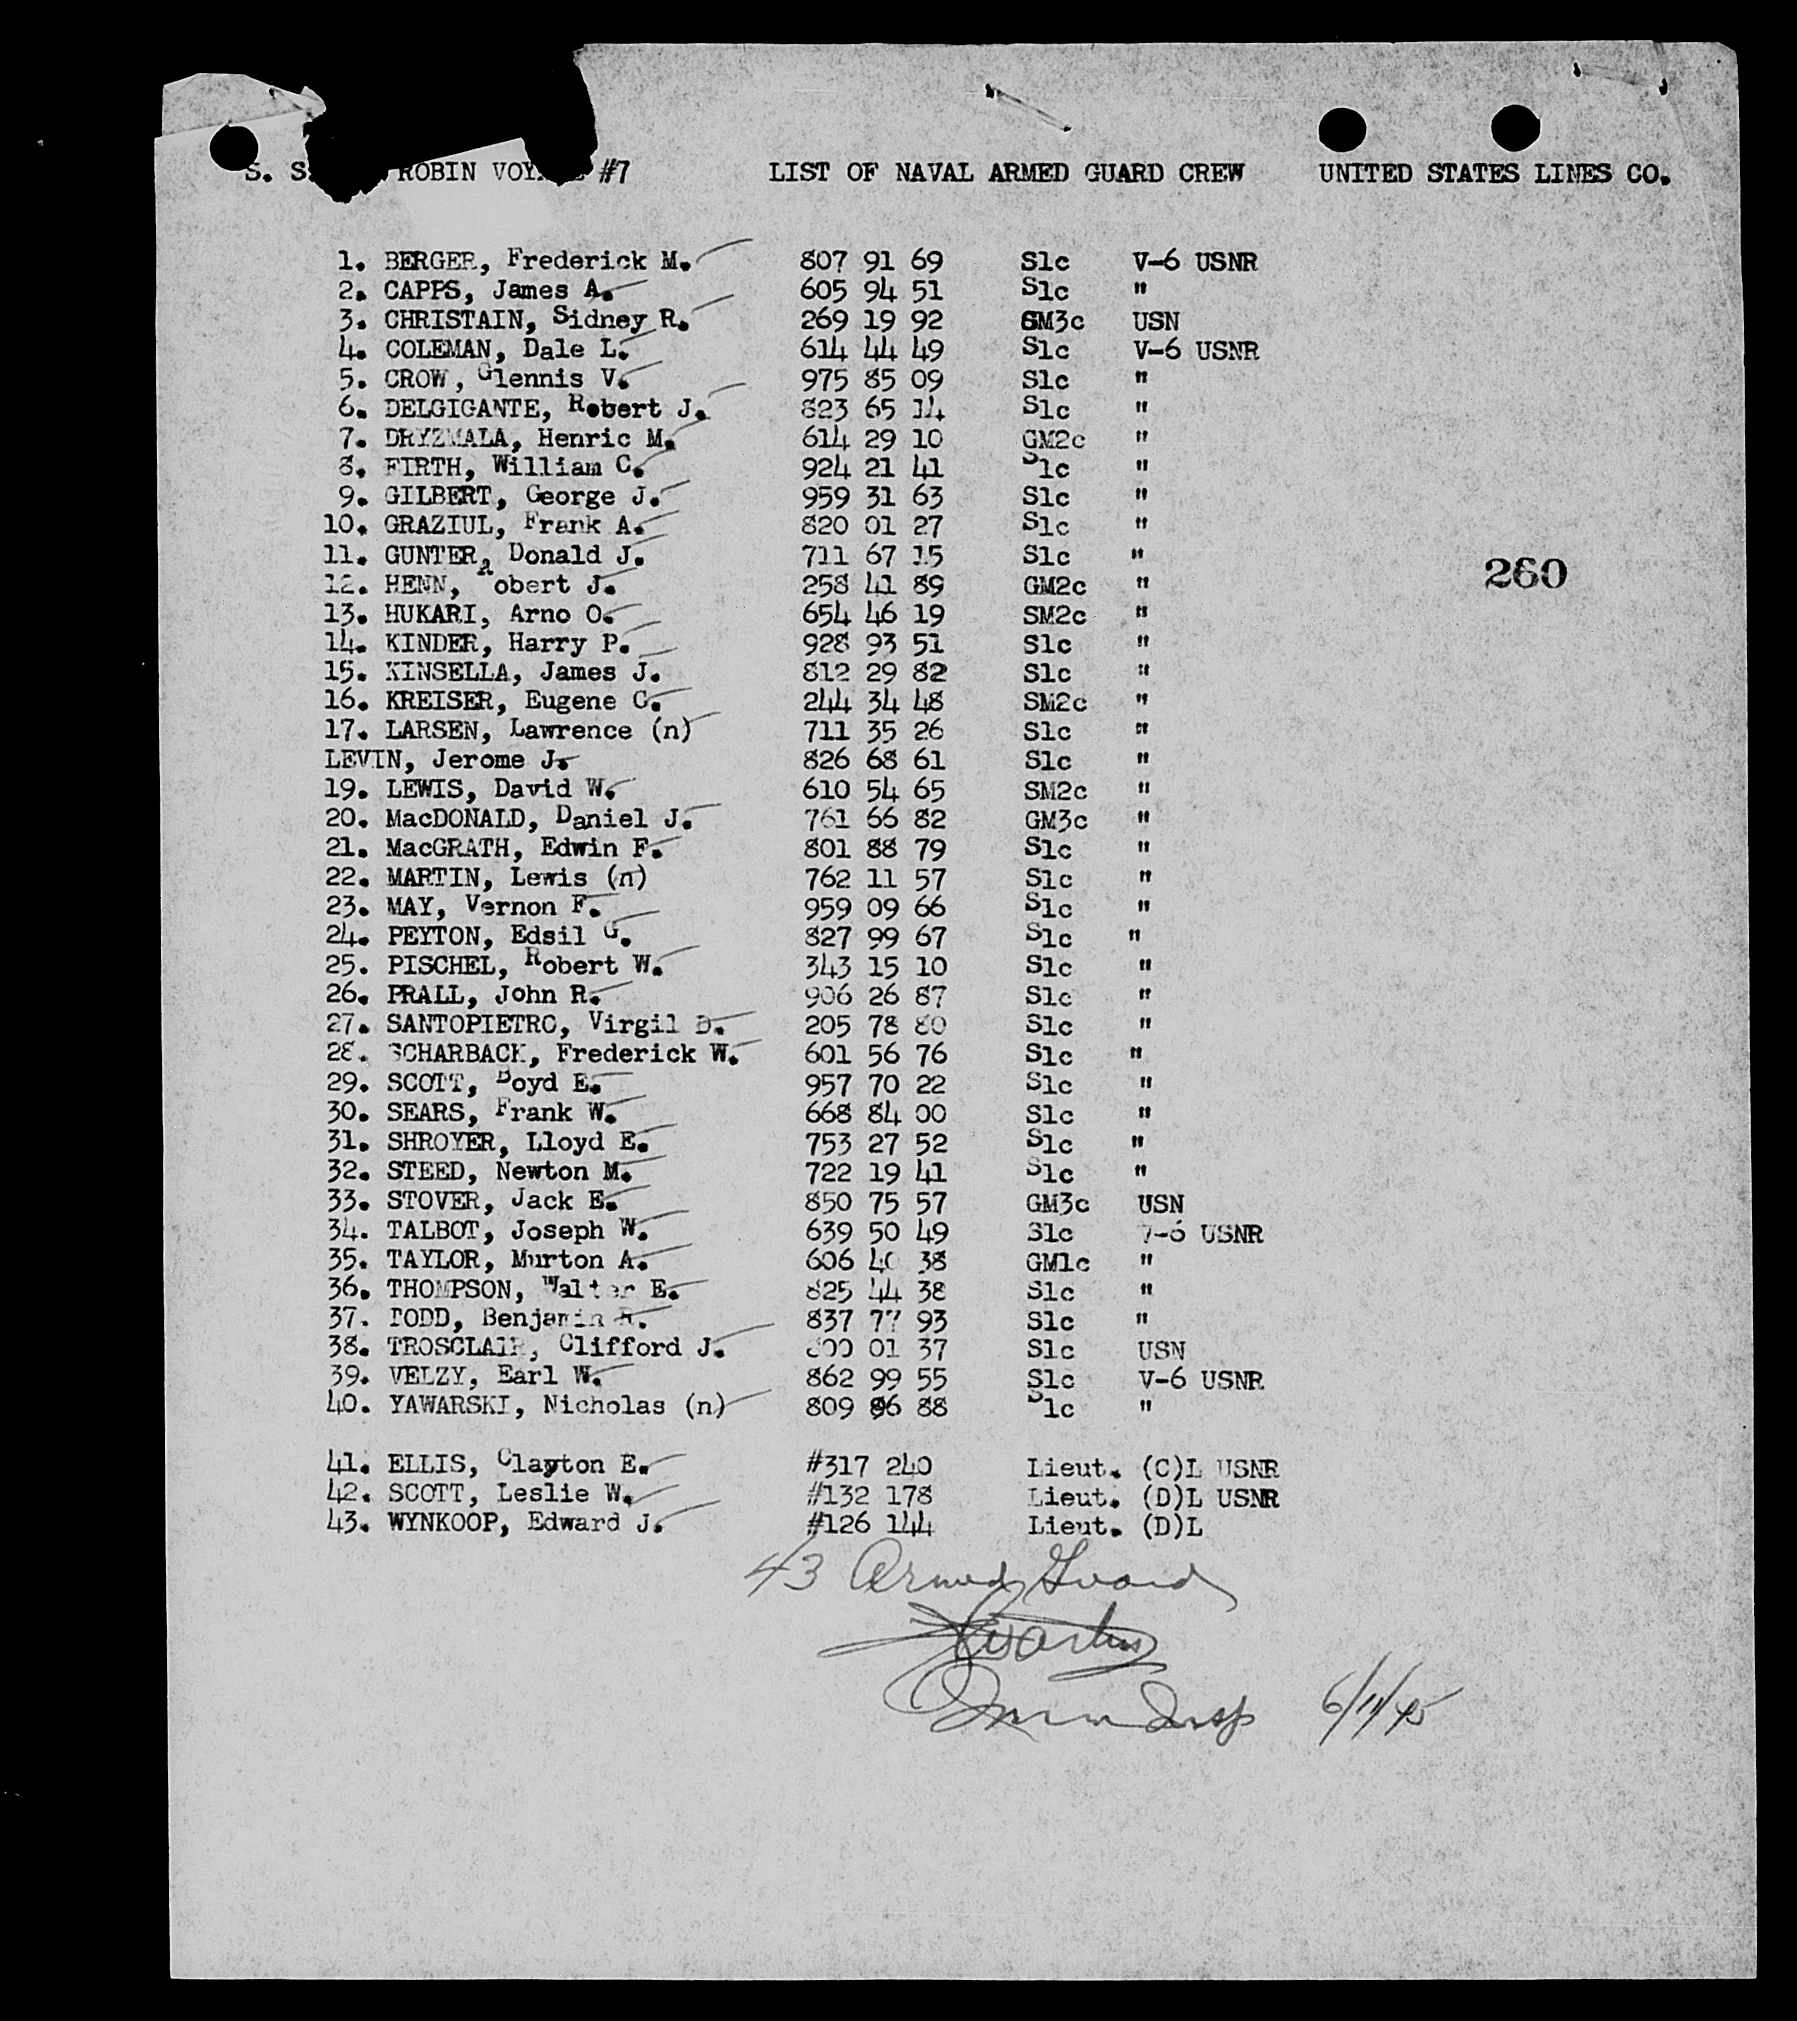 S. S. ROBIN VOYAGE #7 LIST OF NAVAL ARMED GUARD CREW UNITED STATES LINES CO.
1. BERGER, Frederick M. 807 91 69 S1c V-6 USNR
2. CAPPS, James A. 605 94 51 S1c "
3. CHRISTAIN, Sidney R. 269 19 92 GM3c USN
4. COLEMAN, Dale L. 614 44 49 S1c V-6 USNR
5. CROW, Glennis V. 975 85 09 S1c "
6. DELGIGANTE, Robert J. 823 65 14 S1c "
7. DRYZMALA, Henric M. 614 29 10 GM2c "
8. FIRTH, William C. 924 21 41 S1c "
9. GILBERT, George J. 959 31 63 S1c "
10. GRAZIUL, Frank A. 820 01 27 S1c "
11. GUNTER, Donald J. 711 67 15 S1c "
260
12. HENN, Robert J. 258 41 89 GM2c "
13. HUKARI, Arno O. 654 46 19 SM2c "
14. KINDER, Harry P. 928 93 51 S1c "
15. KINSELLA, James J. 812 29 82 S1c "
16. KREISER, Eugene C. 244 34 48 SM2c "
17. LARSEN, Lawrence (n) 711 35 26 S1c "
LEVIN, Jerome J. 826 68 61 S1c "
19. LEWIS, David W. 610 54 65 SM2c "
20. MacDONALD, Daniel J. 761 66 82 GM3c "
21. MacGRATH, Edwin F. 801 88 79 S1c "
22. MARTIN, Lewis (n) 762 11 57 S1c "
23. MAY, Vernon F. 959 09 66 S1c "
24. PEYTON, Edsil G. 827 99 67 S1c "
25. PISCHEL, Robert W. 343 15 10 S1c "
26. PRALL, John R. 906 26 87 S1c "
27. SANTOPIETRO, Virgil D. 205 78 80 S1c "
28. SCHARBACK, Frederick W. 601 56 76 S1c "
29. SCOTT, Boyd E. 957 70 22 S1c "
30. SEARS, Frank W. 668 84 00 S1c "
31. SHROYER, Lloyd E. 753 27 52 S1c "
32. STEED, Newton M. 722 19 41 S1c "
33. STOVER, Jack E. 850 75 57 GM3c USN
34. TALBOT, Joseph W. 639 50 49 S1c V-6 USNR
35. TAYLOR, Murton A. 606 40 38 GM1c "
36. THOMPSON, Walter E. 825 44 38 S1c "
37. TODD, Benjamin R. 837 77 93 S1c "
38. TROSCLAIR, Clifford J. 01 37 S1c USN
39. VELZY, Earl W. 862 99 55 S1c V-6 USNR
40. YAWARSKI, Nicholas (n) 809 86 88 S1c "
41. ELLIS, Clayton E. #317 240 Lieut. (C)L USNR
42. SCOTT, Leslie W. #132 178 Lieut. (D)L USNR
43. WYNKOOP, Edward J. #126 144 Lieut. (D)L
43 Armed Guard
Imm Insp 6/11/45